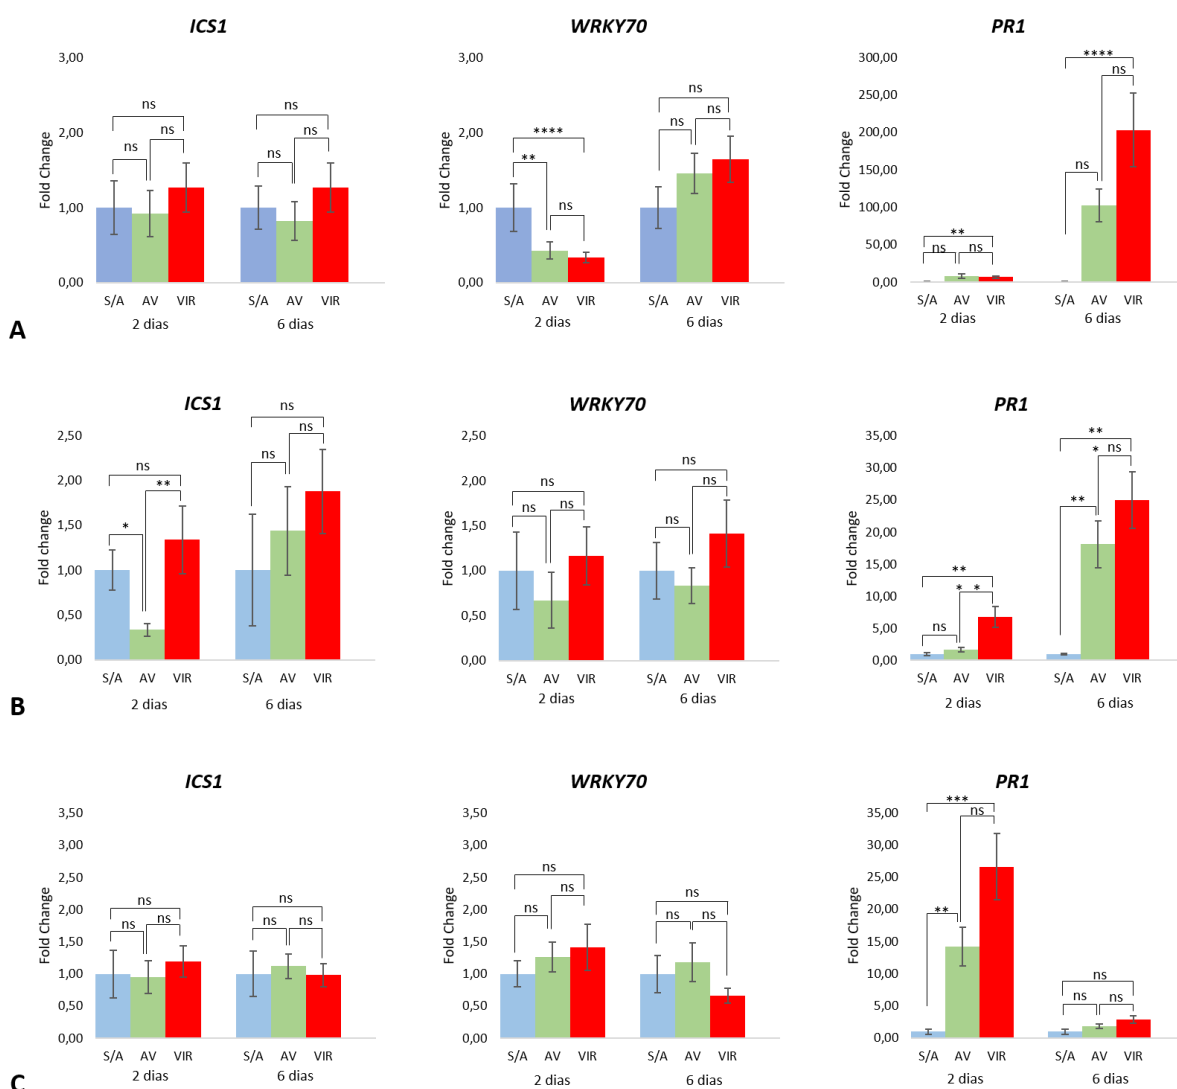 ICS1 WRKY70 PR1
3,00 3,00 300,00
**** ns
ns ns ns 250,00
2,00 2,00 **** 200,00
ns ns ns ns ** ns ns ns
Fold Change Fold Change Fold Change
150,00 ns
1,00 1,00 ns 100,00
** 50,00
ns ns
0,00 0,00 0,00
S/A AV VIR S/A AV VIR S/A AV VIR S/A AV VIR S/A AV VIR S/A AV VIR
2 dias 6 dias 2 dias 6 dias 2 dias 6 dias
A
ICS1 WRKY70 PR1
ns
2,50 ns 2,50 35,00 **
ns ns * ns
ns 30,00
2,00 ** 2,00 ns ns ns 25,00
* ns ns ns **
1,50 1,50 20,00
Fold change Fold change Fold change
15,00
1,00 1,00 10,00 **
* *
0,50 0,50 5,00 ns
0,00 0,00 0,00
S/A AV VIR S/A AV VIR S/A AV VIR S/A AV VIR S/A AV VIR S/A AV VIR
2 dias 6 dias 2 dias 6 dias 2 dias 6 dias
B
ICS1 WRKY70 PR1
3,50 3,50 35,00 ***
ns
3,00 3,00 30,00
2,50 2,50 ns 25,00
ns ns ns ns
2,00 2,00 20,00
ns ns ns ns ns ns ns **
Fold Change Fold Change Fold Change
1,50 1,50 15,00
1,00 1,00 10,00 ns
0,50 0,50 5,00 ns ns
0,00 0,00 0,00
S/A AV VIR S/A AV VIR S/A AV VIR S/A AV VIR S/A AV VIR S/A AV VIR
2 dias 6 dias 2 dias 6 dias 2 dias 6 dias
C